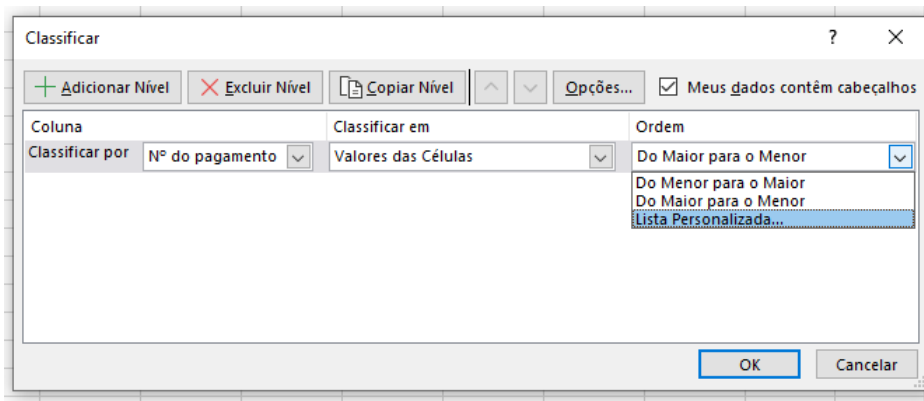 Classificar ?
Adicionar Nível Excluir Nível Copiar Nível Opções... Meus dados contêm cabeçalhos
Coluna Classificar em Ordem
Classificar por Nº do pagamento Valores das Células Do Maior para o Menor
Do Menor para o Maior
Do Maior para o Menor
Lista Personalizada...
OK Cancelar